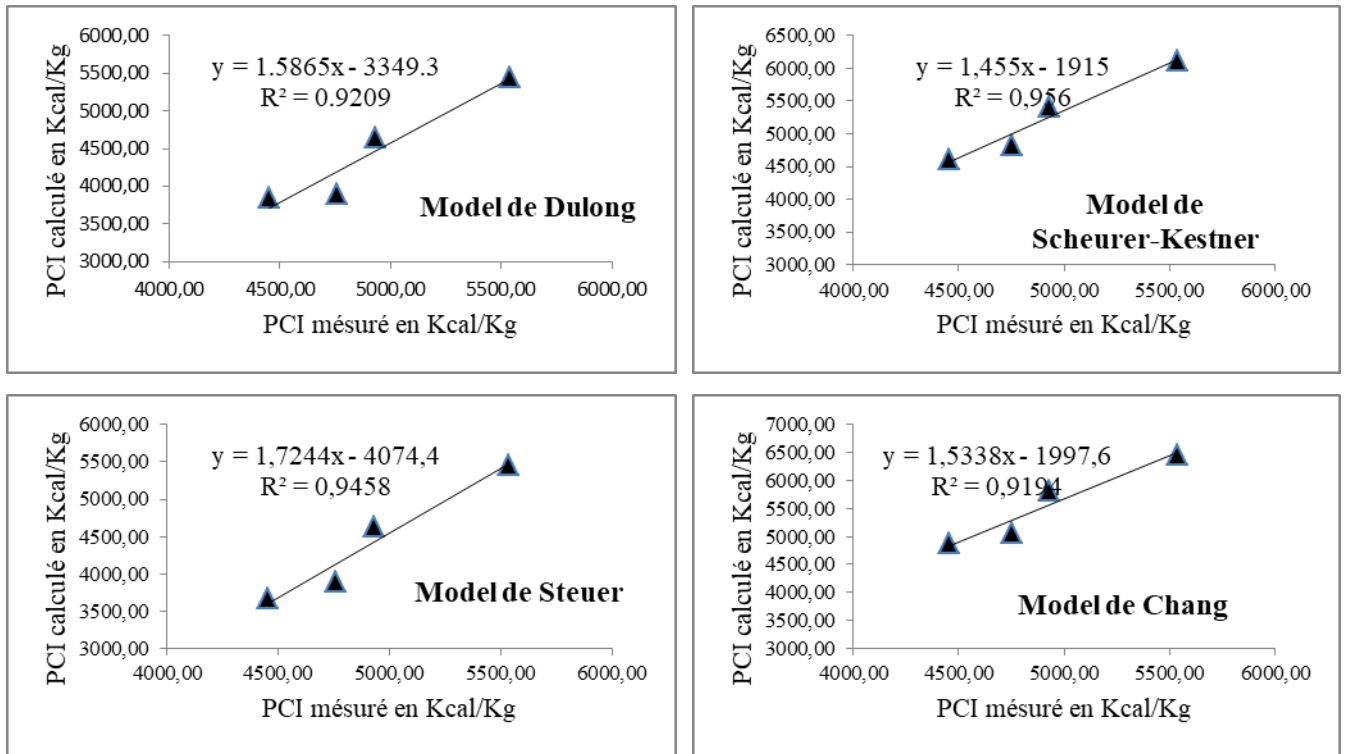 PCI calculé en Kcal/Kg
6000,00
5500,00
5000,00
4500,00
4000,00
3500,00
3000,00
y = 1.5865x - 3349.3
R² = 0.9209
Model de Dulong
4000,00 4500,00 5000,00 5500,00 6000,00
PCI mésuré en Kcal/Kg
PCI calculé en Kcal/Kg
6500,00
6000,00
5500,00
5000,00
4500,00
4000,00
3500,00
3000,00
y = 1,455x - 1915
R² = 0,956
Model de
Scheurer-Kestner
4000,00 4500,00 5000,00 5500,00 6000,00
PCI mésuré en Kcal/Kg
PCI calculé en Kcal/Kg
6000,00
5500,00
5000,00
4500,00
4000,00
3500,00
3000,00
y = 1,7244x - 4074,4
R² = 0,9458
Model de Steuer
4000,00 4500,00 5000,00 5500,00 6000,00
PCI mésuré en Kcal/Kg
PCI calculé en Kcal/Kg
7000,00
6500,00
6000,00
5500,00
5000,00
4500,00
4000,00
3500,00
3000,00
y = 1,5338x - 1997,6
R² = 0,9194
Model de Chang
4000,00 4500,00 5000,00 5500,00 6000,00
PCI mésuré en Kcal/Kg